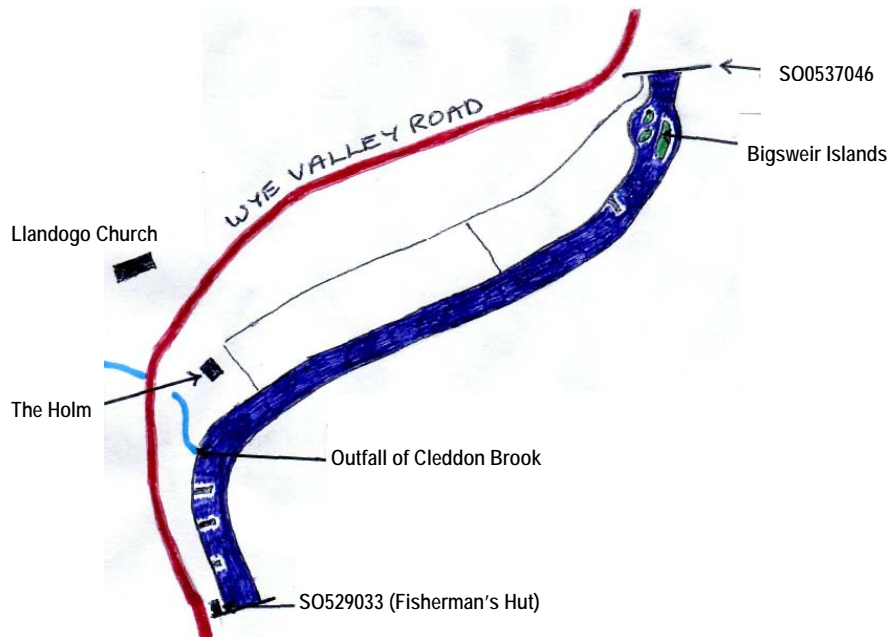 SO0537046
WYE VALLEY ROAD
Bigsweir Islands
Llandogo Church
The Holm
Outfall of Cleddon Brook
SO529033 (Fisherman's Hut)